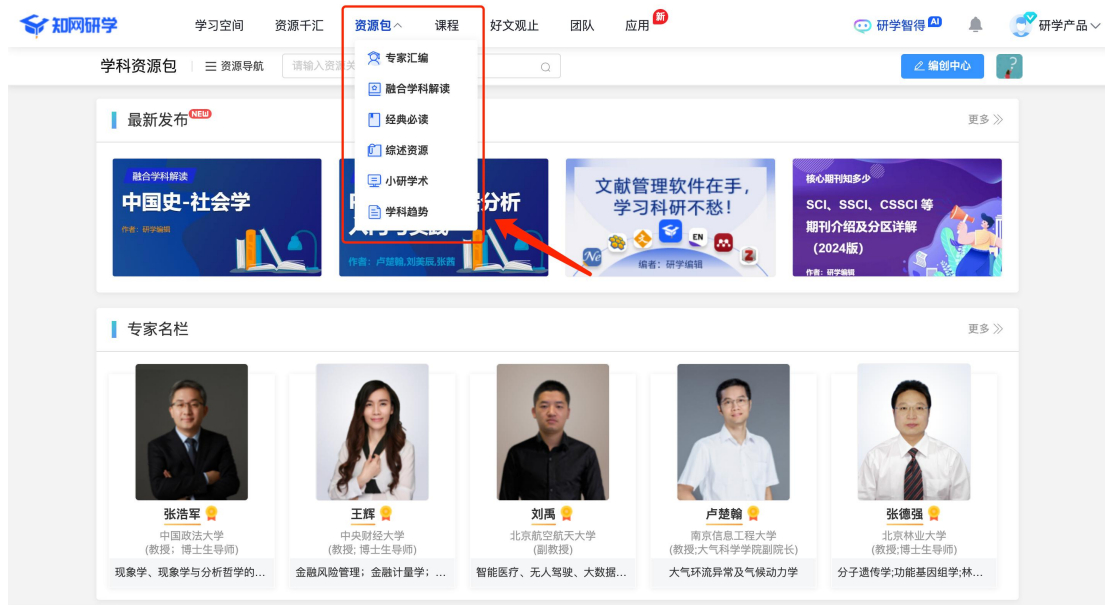 知网研学
学习空间 资源千汇 资源包 课程 好文观止 团队 应用 新
研学智得 AI 研学产品
学科资源包 资源导航 请输入资源关 编创中心
专家汇编
融合学科解读
经典必读
综述资源
小研学术
学科趋势
最新发布 NEW 更多
融合学科解读
中国史-社会学
作者：研学编辑
分析
作者：卢楚翰,刘美辰,张茜
文献管理软件在手，
学习科研不愁！
Ne EN Z
编者：研学编辑
核心期刊知多少
SCI、SSCI、CSSCI 等
期刊介绍及分区详解
（2024版）
作者：研学编辑
专家名栏 更多
张浩军
中国政法大学
(教授；博士生导师)
现象学、现象学与分析哲学的...
王辉
中央财经大学
(教授; 博士生导师)
金融风险管理；金融计量学；...
刘禹
北京航空航天大学
(副教授)
智能医疗、无人驾驶、大数据...
卢楚翰
南京信息工程大学
(教授;大气科学学院副院长)
大气环流异常及气候动力学
张德强
北京林业大学
(教授;博士生导师)
分子遗传学;功能基因组学;林...